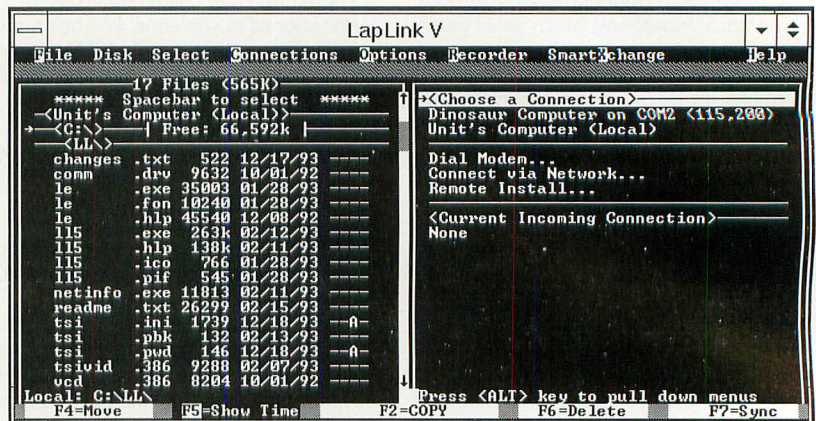 LapLink V
File Disk Select Connections Options Recorder SmartXchange Help
17 Files (565K)
***** Spacebar to select *****
<Unit's Computer (Local)>
→<C:\> Free: 66,592k
<LL\>
changes .txt 522 12/17/93 ----
comm .drv 9632 10/01/92 ----
le .exe 35003 01/28/93 ----
le .fon 10240 01/28/93 ----
le .hlp 45540 12/08/92 ----
ll5 .exe 263k 02/12/93 ----
ll5 .hlp 138k 02/11/93 ----
ll5 .ico 766 01/28/93 ----
ll5 .pif 545 01/28/93 ----
netinfo .exe 11813 02/11/93 ----
readme .txt 26299 02/15/93 ----
tsi .ini 1739 12/18/93 --A-
tsi .pbk 132 02/13/93 ----
tsi .pwd 146 12/18/93 --A-
tsivid .386 9288 02/07/93 ----
vcd .386 8204 10/01/92 ----
Local: C:\LL\
→<Choose a Connection>
Dinosaur Computer on COM2 <115,200>
Unit's Computer (Local)
Dial Modem...
Connect via Network...
Remote Install...
<Current Incoming Connection>
None
Press <ALT> key to pull down menus
F4=Move F5=Show Time F2=COPY F6=Delete F7=Sync